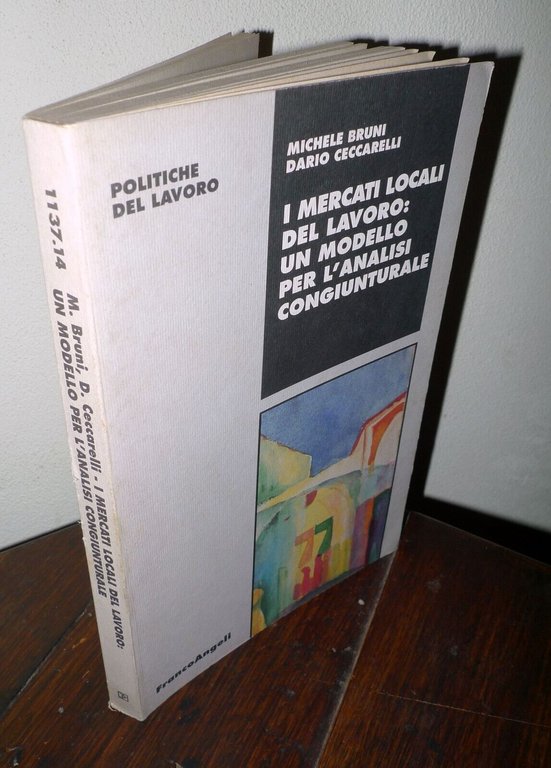 POLITICHE
DEL LAVORO
MICHELE BRUNI
DARIO CECCARELLI
I MERCATI LOCALI
DEL LAVORO:
UN MODELLO
PER L'ANALISI
CONGIUNTURALE
FrancoAngeli
1137.14
M. Bruni, D. Ceccarelli - I MERCATI LOCALI DEL LAVORO:
UN MODELLO PER L'ANALISI CONGIUNTURALE